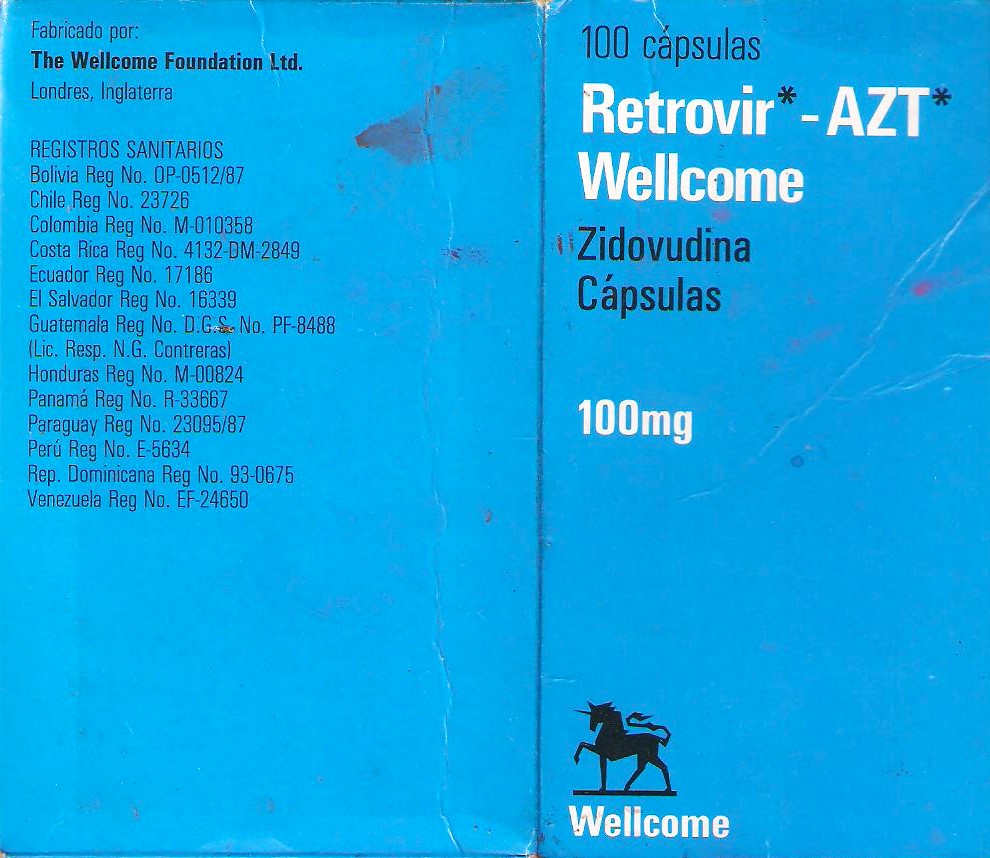 Fabricado por:
The Wellcome Foundation Ltd.
Londres, Inglaterra
REGISTROS SANITARIOS
Bolivia Reg No. OP-0512/87
Chile Reg No. 23726
Colombia Reg No. M-010358
Costa Rica Reg No. 4132-DM-2849
Ecuador Reg No. 17186
El Salvador Reg No. 16339
Guatemala Reg No. D.G.S. No. PF-8488
(Lic. Resp. N.G. Contreras)
Honduras Reg No. M-00824
Panamá Reg No. R-33667
Paraguay Reg No. 23095/87
Perú Reg No. E-5634
Rep. Dominicana Reg No. 93-0675
Venezuela Reg No. EF-24650
100 cápsulas
Retrovir* - AZT*
Wellcome
Zidovudina
Cápsulas
100mg
Wellcome